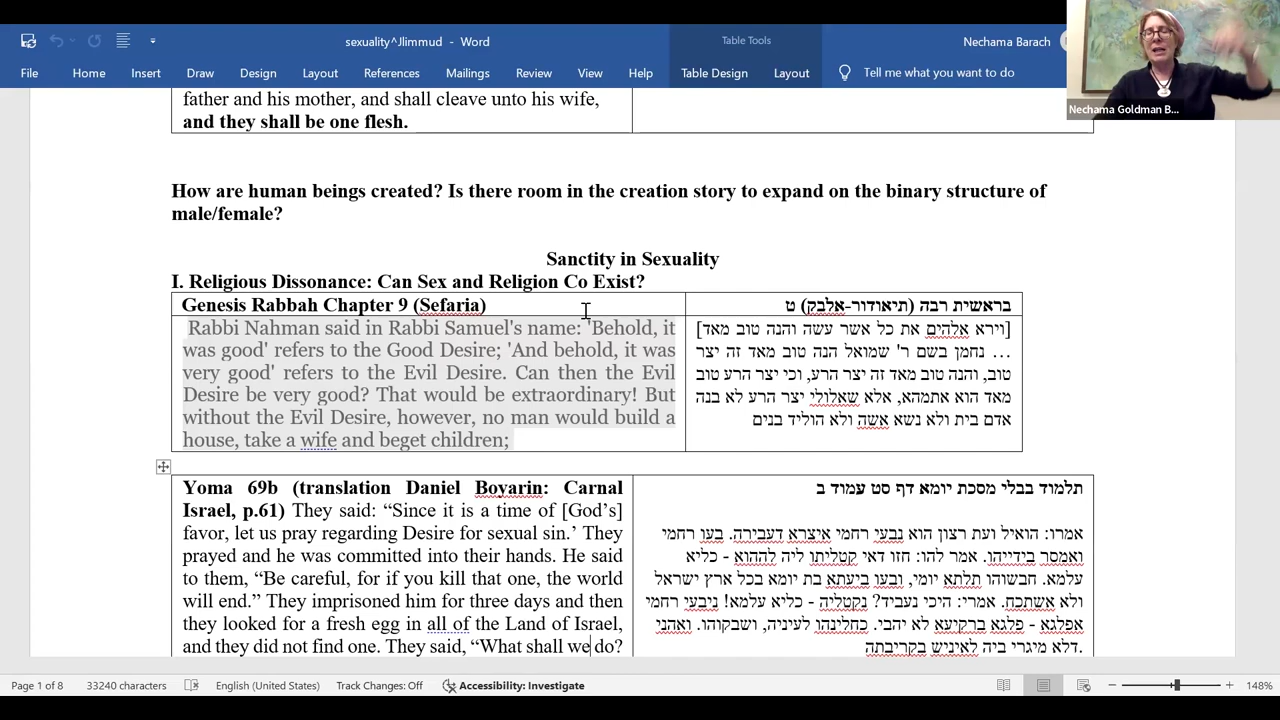 sexuality^Jlimmud - Word
Table Tools
Nechama Barach
File Home Insert Draw Design Layout References Mailings Review View Help Table Design Layout Tell me what you want to do
Nechama Goldman B...
father and his mother, and shall cleave unto his wife,
and they shall be one flesh.
How are human beings created? Is there room in the creation story to expand on the binary structure of
male/female?
Sanctity in Sexuality
I. Religious Dissonance: Can Sex and Religion Co Exist?
Genesis Rabbah Chapter 9 (Sefaria)
Rabbi Nahman said in Rabbi Samuel's name: 'Behold, it
was good' refers to the Good Desire; 'And behold, it was
very good' refers to the Evil Desire. Can then the Evil
Desire be very good? That would be extraordinary! But
without the Evil Desire, however, no man would build a
house, take a wife and beget children;
בראשית רבה (תיאודור-אלבק) ט
[וירא אלהים את כל אשר עשה והנה טוב מאד]
... נחמן בשם ר' שמואל הנה טוב מאד זה יצר
טוב, והנה טוב מאד זה יצר הרע, וכי יצר הרע טוב
מאד הוא אתמהא, אלא שאלולי יצר הרע לא בנה
אדם בית ולא נשא אשה ולא הוליד בנים
Yoma 69b (translation Daniel Boyarin: Carnal
Israel, p.61) They said: “Since it is a time of [God’s]
favor, let us pray regarding Desire for sexual sin.’ They
prayed and he was committed into their hands. He said
to them, “Be careful, for if you kill that one, the world
will end.” They imprisoned him for three days and then
they looked for a fresh egg in all of the Land of Israel,
and they did not find one. They said, “What shall we do?
תלמוד בבלי מסכת יומא דף סט עמוד ב
אמרו: הואיל ועת רצון הוא נבעי רחמי איצרא דעבירה. בעו רחמי
ואמסר בידייהו. אמר להו: חזו דאי קטליתו ליה לההוא - כליא
עלמא. חבשוהו תלתא יומי, ובעו ביעתא בת יומא בכל ארץ ישראל
ולא אשתכח. אמרי: היכי נעביד? נקטליה - כליא עלמא! ניבעי רחמי
אפלגא - פלגא ברקיעא לא יהבי. כחלינהו לעיניה, ושבקוהו. ואהני
דלא מיגרי ביה לאיניש בקריבתה.
Page 1 of 8 33240 characters English (United States) Track Changes: Off Accessibility: Investigate 148%